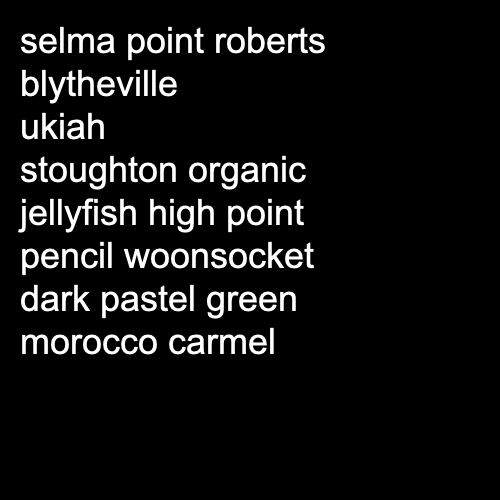 selma point roberts
blytheville
ukiah
stoughton organic
jellyfish high point
pencil woonsocket
dark pastel green
morocco carmel